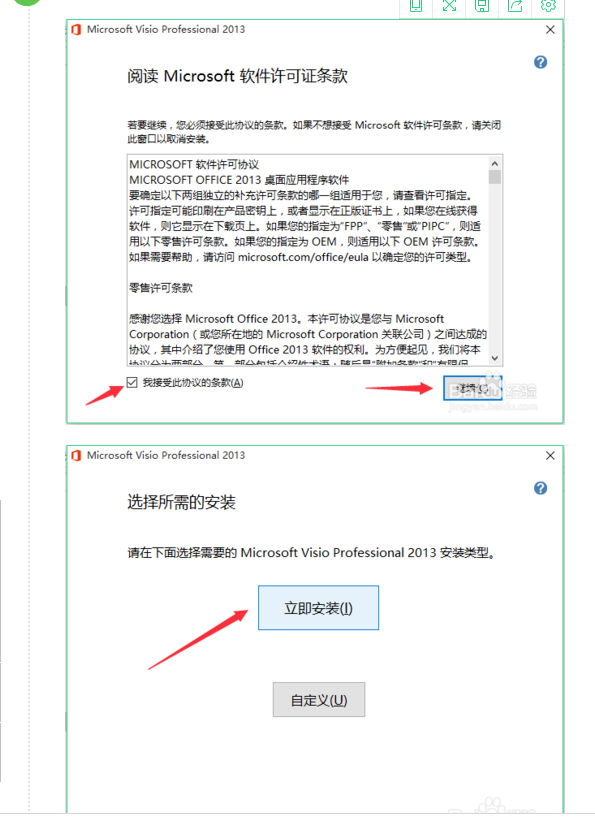 Microsoft Visio Professional 2013
阅读 Microsoft 软件许可证条款
若要继续，您必须接受此协议的条款。如果不想接受 Microsoft 软件许可条款，请关闭
此窗口以取消安装。
MICROSOFT 软件许可协议
MICROSOFT OFFICE 2013 桌面应用程序软件
要确定以下两组独立的补充许可条款的哪一组适用于您，请查看许可指定。
许可指定可能印刷在产品密钥上，或者显示在正版证书上，如果您在线获得
软件，则它显示在下载页上。如果您的指定为“FPP”、“零售”或“PIPC”，则适
用以下零售许可条款。如果您的指定为 OEM，则适用以下 OEM 许可条款。
如果需要帮助，请访问 microsoft.com/office/eula 以确定您的许可类型。
零售许可条款
感谢您选择 Microsoft Office 2013。本许可协议是您与 Microsoft
Corporation（或您所在地的 Microsoft Corporation 关联公司）之间达成的
协议，其中介绍了您使用 Office 2013 软件的权利。为方便起见，我们将本
协议分为两部分。第一部分包括介绍性术语；随后是“附加条款”和“有限保
我接受此协议的条款(A)
继续(C)
Baidu 经验
jingyan.baidu.com
Microsoft Visio Professional 2013
选择所需的安装
请在下面选择需要的 Microsoft Visio Professional 2013 安装类型。
立即安装(I)
自定义(U)